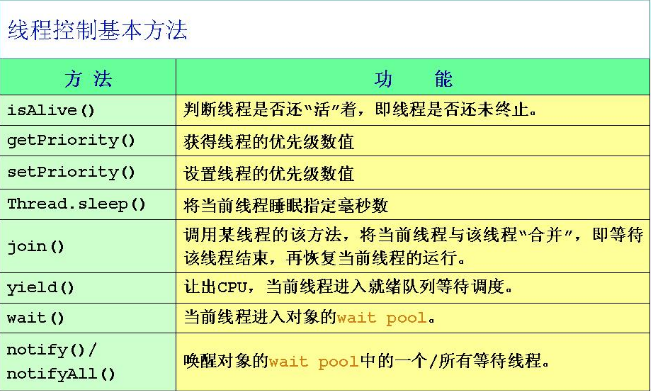 线程控制基本方法
方 法
功 能
isAlive()
判断线程是否还“活”着，即线程是否还未终止。
getPriority()
获得线程的优先级数值
setPriority()
设置线程的优先级数值
Thread.sleep()
将当前线程睡眠指定毫秒数
join()
调用某线程的该方法，将当前线程与该线程“合并”，即等待
该线程结束，再恢复当前线程的运行。
yield()
让出CPU，当前线程进入就绪队列等待调度。
wait()
当前线程进入对象的wait pool。
notify()/
notifyAll()
唤醒对象的wait pool中的一个/所有等待线程。